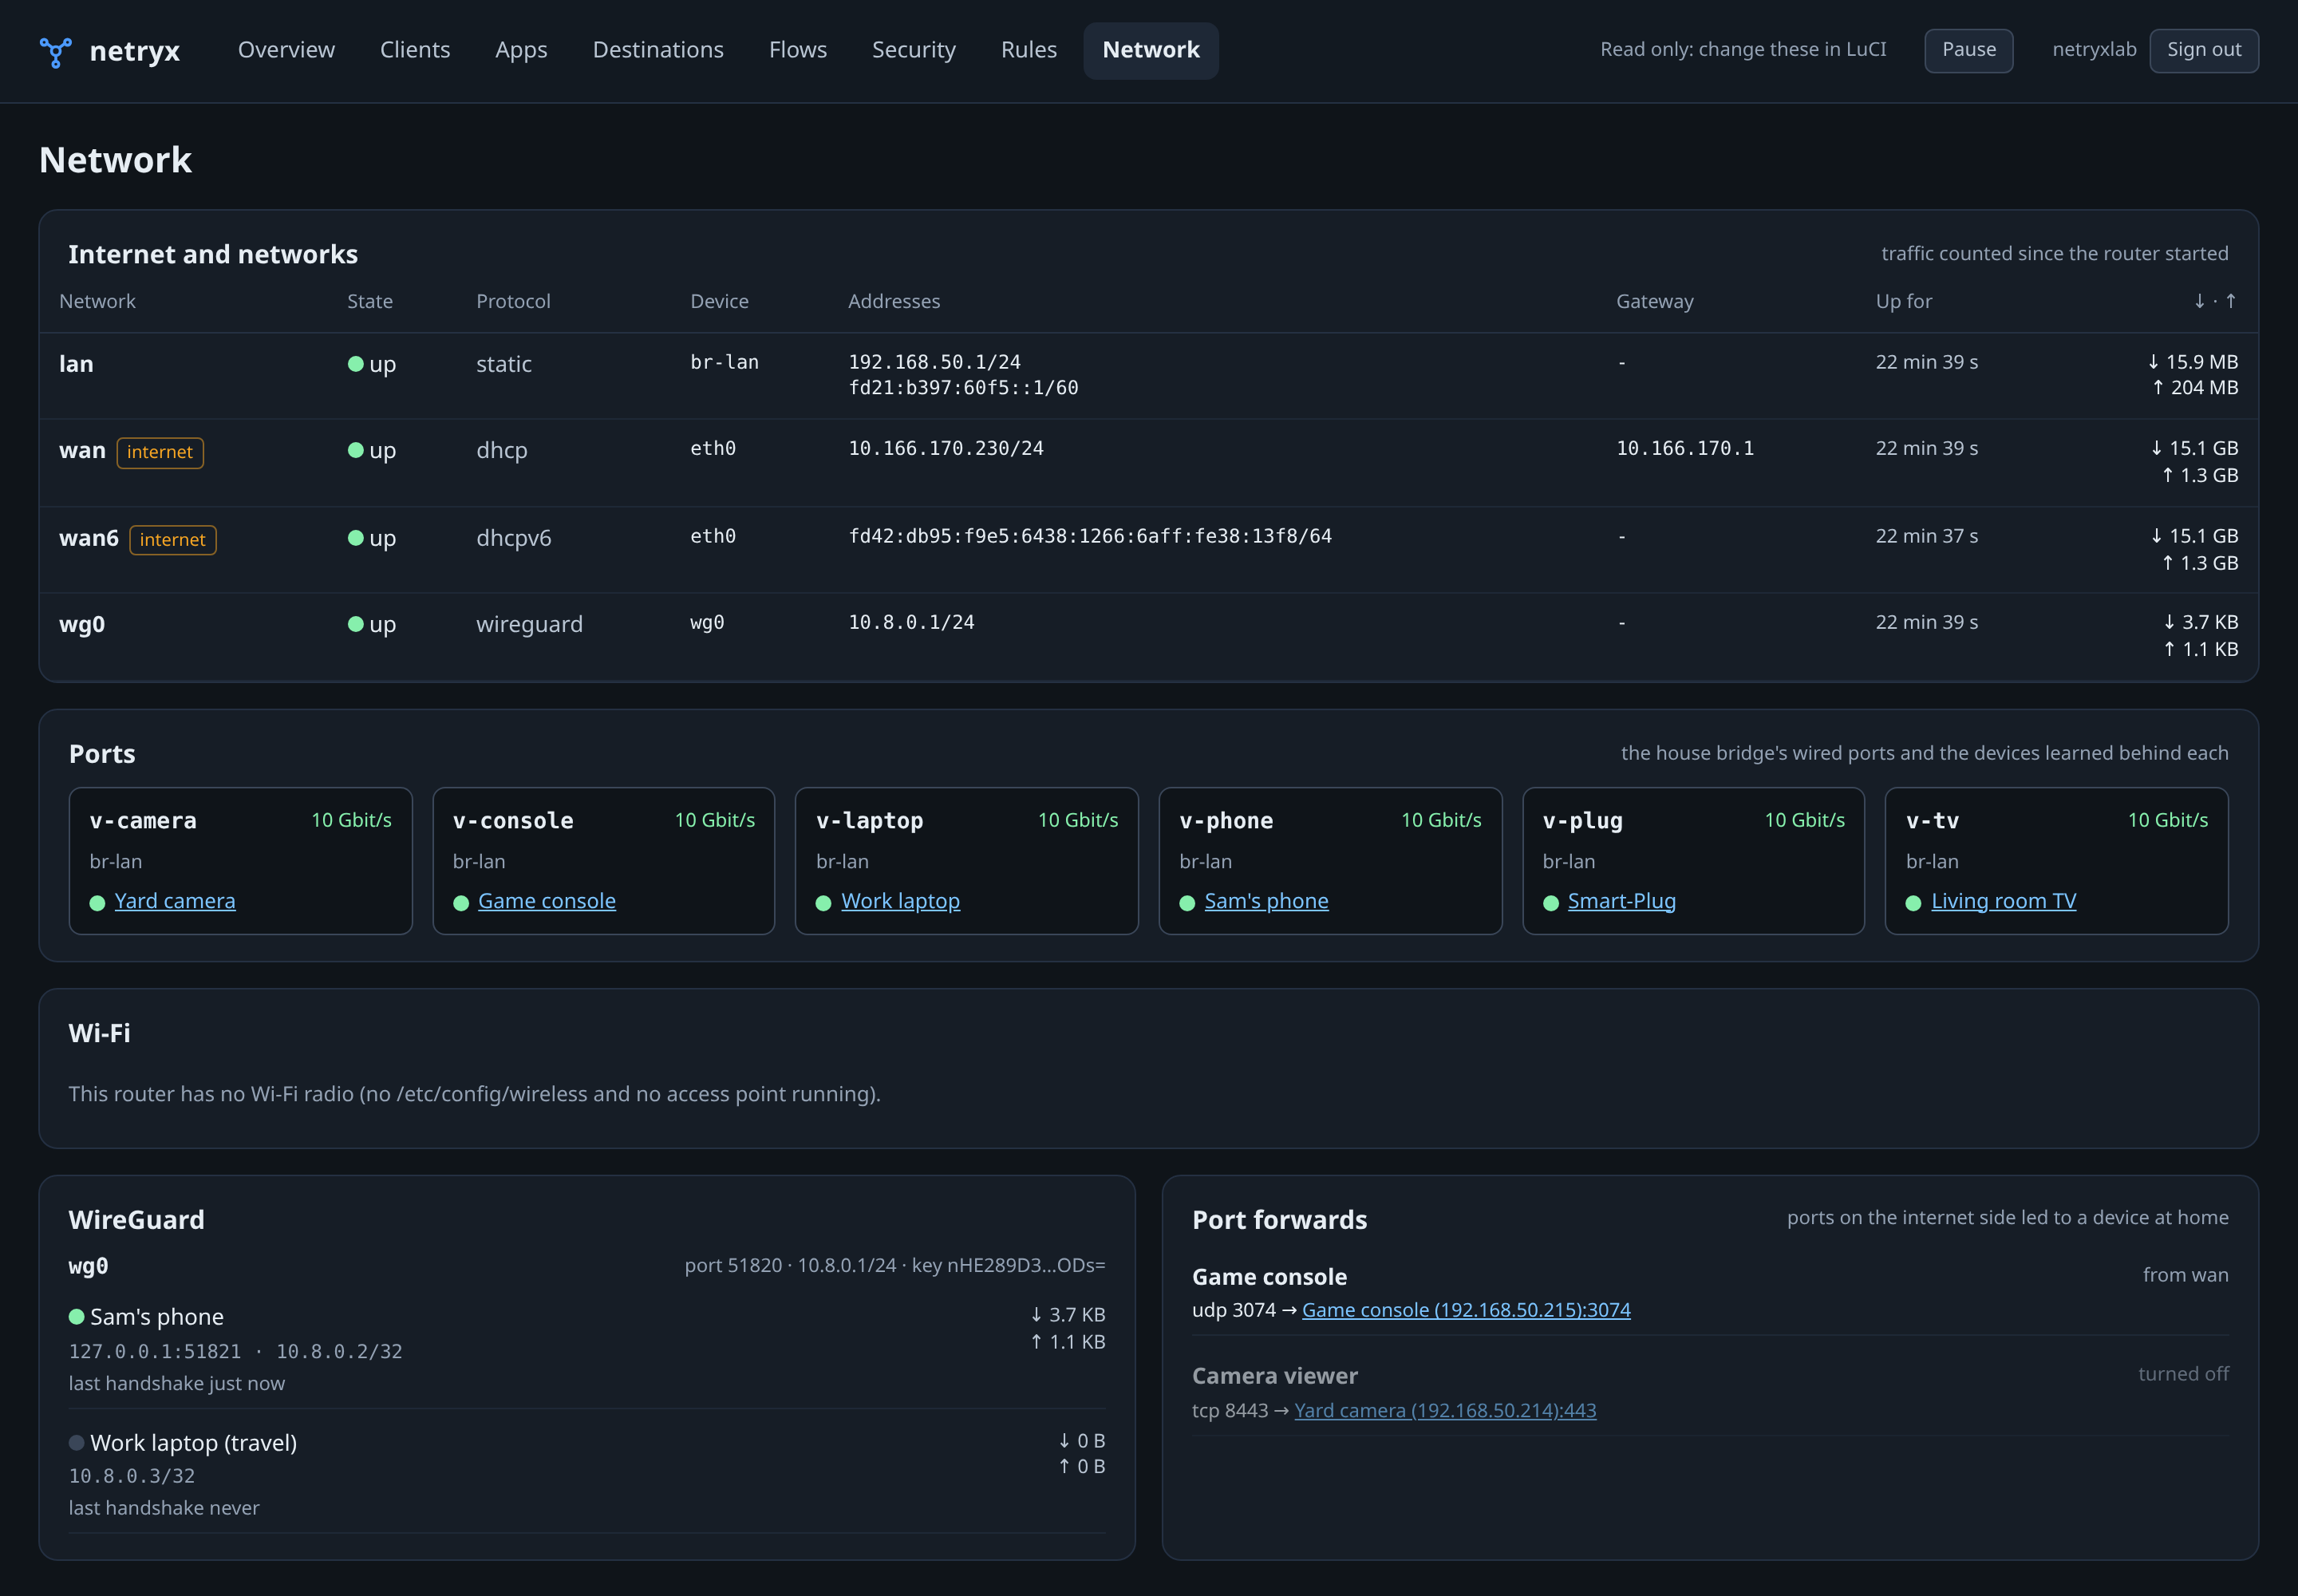 netryx Overview Clients Apps Destinations Flows Security Rules Network Read only: change these in LuCI Pause netryxlab Sign out
Network
Internet and networks traffic counted since the router started
Network State Protocol Device Addresses Gateway Up for ↓ · ↑
lan up static br-lan 192.168.50.1/24 - 22 min 39 s ↓ 15.9 MB
fd21:b397:60f5::1/60 ↑ 204 MB
wan internet up dhcp eth0 10.166.170.230/24 10.166.170.1 22 min 39 s ↓ 15.1 GB
↑ 1.3 GB
wan6 internet up dhcpv6 eth0 fd42:db95:f9e5:6438:1266:6aff:fe38:13f8/64 - 22 min 37 s ↓ 15.1 GB
↑ 1.3 GB
wg0 up wireguard wg0 10.8.0.1/24 - 22 min 39 s ↓ 3.7 KB
↑ 1.1 KB
Ports the house bridge's wired ports and the devices learned behind each
v-camera 10 Gbit/s
br-lan
Yard camera
v-console 10 Gbit/s
br-lan
Game console
v-laptop 10 Gbit/s
br-lan
Work laptop
v-phone 10 Gbit/s
br-lan
Sam's phone
v-plug 10 Gbit/s
br-lan
Smart-Plug
v-tv 10 Gbit/s
br-lan
Living room TV
Wi-Fi
This router has no Wi-Fi radio (no /etc/config/wireless and no access point running).
WireGuard
wg0 port 51820 · 10.8.0.1/24 · key nHE289D3…ODs=
Sam's phone ↓ 3.7 KB
↑ 1.1 KB
127.0.0.1:51821 · 10.8.0.2/32
last handshake just now
Work laptop (travel) ↓ 0 B
↑ 0 B
10.8.0.3/32
last handshake never
Port forwards ports on the internet side led to a device at home
Game console from wan
udp 3074 → Game console (192.168.50.215):3074
Camera viewer turned off
tcp 8443 → Yard camera (192.168.50.214):443